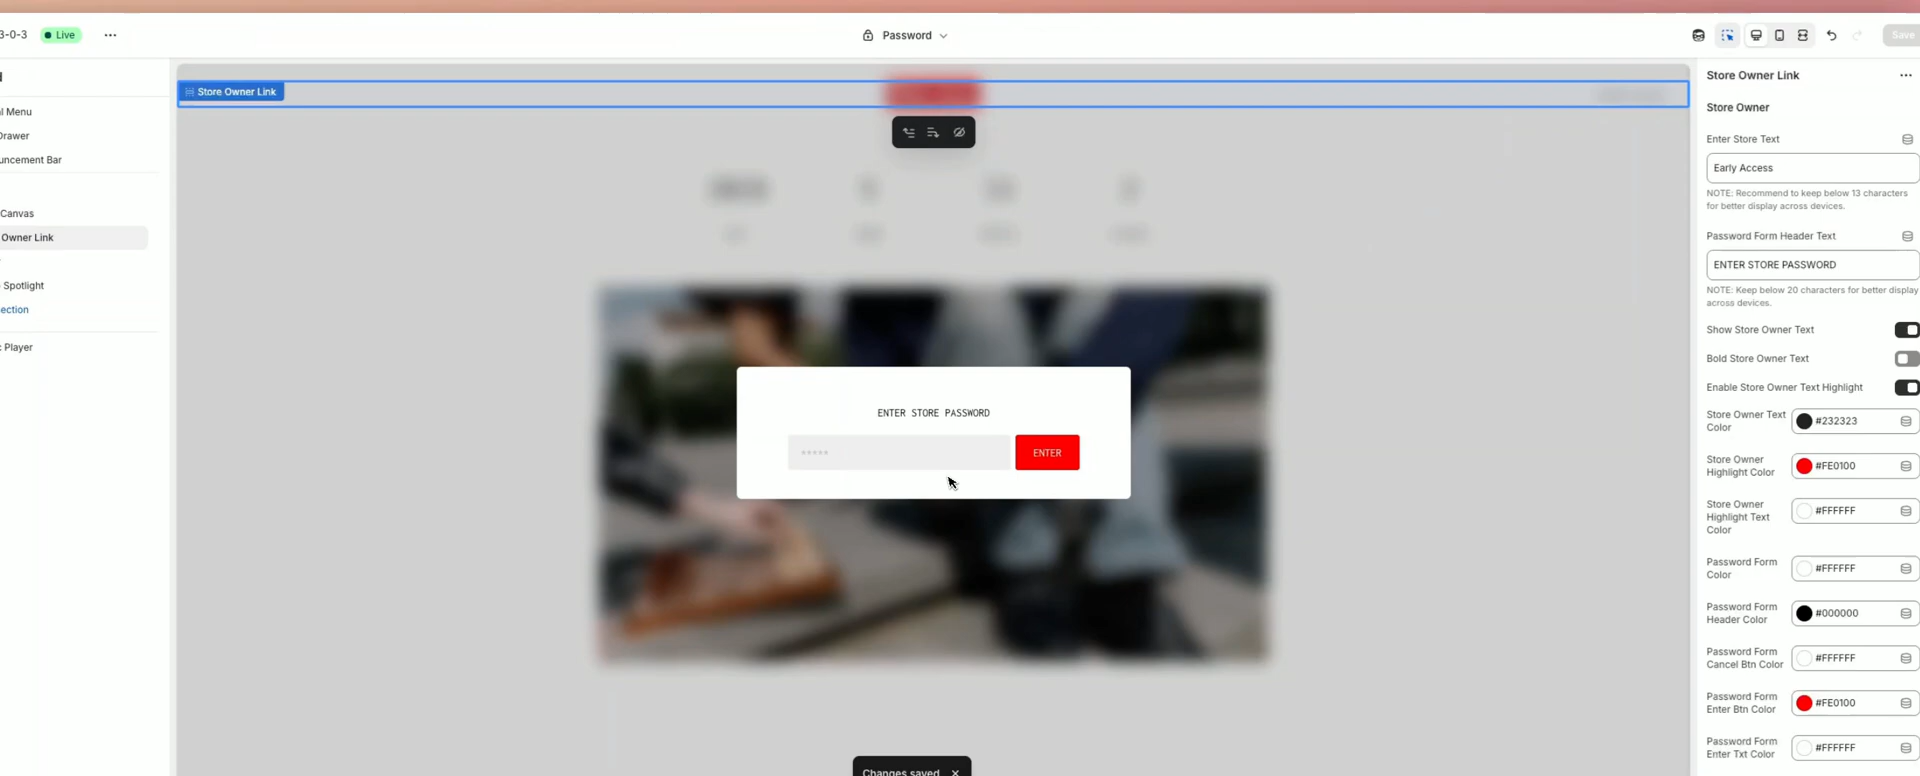 3-0-3
Live
Password
Save
Store Owner Link
l Menu
Drawer
uncement Bar
Canvas
Owner Link
Spotlight
ection
Player
ENTER STORE PASSWORD
*****
ENTER
Changes saved
Store Owner Link
Store Owner
Enter Store Text
Early Access
NOTE: Recommend to keep below 13 characters
for better display across devices.
Password Form Header Text
ENTER STORE PASSWORD
NOTE: Keep below 20 characters for better display
across devices.
Show Store Owner Text
Bold Store Owner Text
Enable Store Owner Text Highlight
Store Owner Text
Color
#232323
Store Owner
Highlight Color
#FE0100
Store Owner
Highlight Text
Color
#FFFFFF
Password Form
Color
#FFFFFF
Password Form
Header Color
#000000
Password Form
Cancel Btn Color
#FFFFFF
Password Form
Enter Btn Color
#FE0100
Password Form
Enter Txt Color
#FFFFFF